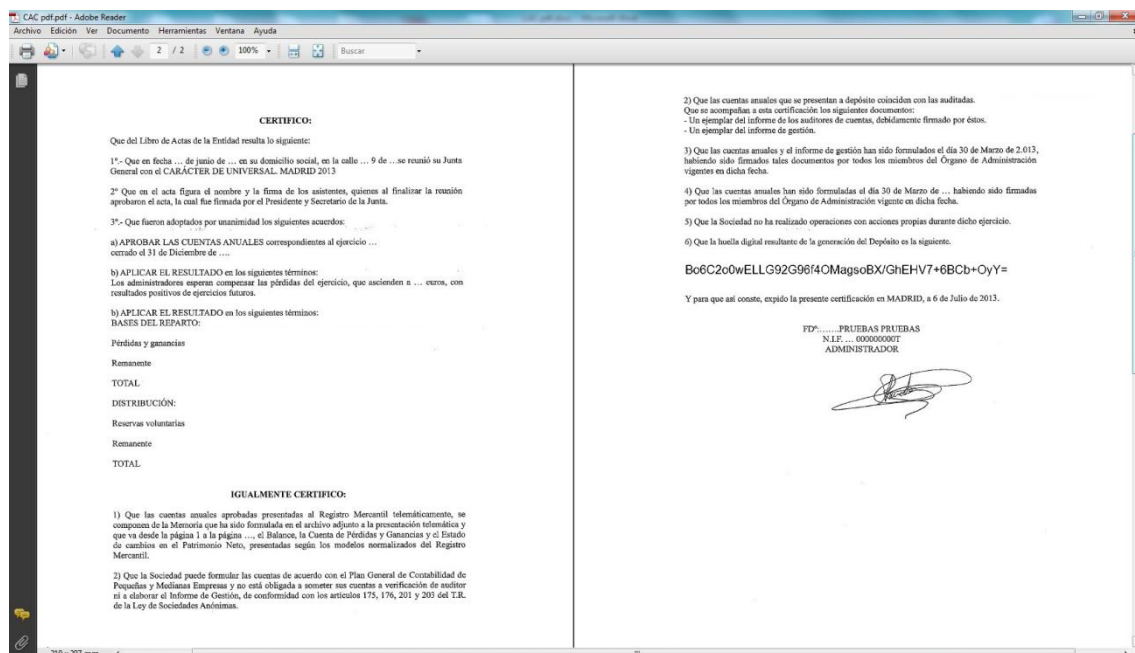 CAC pdf.pdf - Adobe Reader
Archivo Edición Ver Documento Herramientas Ventana Ayuda
2 / 2 100% Buscar
CERTIFICO:
Que del Libro de Actas de la Entidad resulta lo siguiente:
1º.- Que en fecha … de junio de … en su domicilio social, en la calle … 9 de …se reunió su Junta
General con el CARÁCTER DE UNIVERSAL. MADRID 2013
2º Que en el acta figura el nombre y la firma de los asistentes, quienes al finalizar la reunión
aprobaron el acta, la cual fue firmada por el Presidente y Secretario de la Junta.
3º.- Que fueron adoptados por unanimidad los siguientes acuerdos:
a) APROBAR LAS CUENTAS ANUALES correspondientes al ejercicio …
cerrado el 31 de Diciembre de ….
b) APLICAR EL RESULTADO en los siguientes términos:
Los administradores esperan compensar las pérdidas del ejercicio, que ascienden a … euros, con
resultados positivos de ejercicios futuros.
b) APLICAR EL RESULTADO en los siguientes términos:
BASES DEL REPARTO:
Pérdidas y ganancias
Remanente
TOTAL
DISTRIBUCIÓN:
Reservas voluntarias
Remanente
TOTAL
IGUALMENTE CERTIFICO:
1) Que las cuentas anuales aprobadas presentadas al Registro Mercantil telemáticamente, se
componen de la Memoria que ha sido formulada en el archivo adjunto a la presentación telemática y
que va desde la página 1 a la página …, el Balance, la Cuenta de Pérdidas y Ganancias y el Estado
de cambios en el Patrimonio Neto, presentadas según los modelos normalizados del Registro
Mercantil.
2) Que la Sociedad puede formular las cuentas de acuerdo con el Plan General de Contabilidad de
Pequeñas y Medianas Empresas y no está obligada a someter sus cuentas a verificación de auditor
ni a elaborar el Informe de Gestión, de conformidad con los artículos 175, 176, 201 y 203 del T.R.
de la Ley de Sociedades Anónimas.
2) Que las cuentas anuales que se presentan a depósito coinciden con las auditadas.
Que se acompañan a esta certificación los siguientes documentos:
- Un ejemplar del informe de los auditores de cuentas, debidamente firmado por éstos.
- Un ejemplar del informe de gestión.
3) Que las cuentas anuales y el informe de gestión han sido formulados el día 30 de Marzo de 2.013,
habiendo sido firmados tales documentos por todos los miembros del Órgano de Administración
vigentes en dicha fecha.
4) Que las cuentas anuales han sido formuladas el día 30 de Marzo de … habiendo sido firmadas
por todos los miembros del Órgano de Administración vigente en dicha fecha.
5) Que la Sociedad no ha realizado operaciones con acciones propias durante dicho ejercicio.
6) Que la huella digital resultante de la generación del Depósito es la siguiente.
Bo6C2o0wELLG92G96f4OMagsoBX/GhEHV7+6BCb+OyY=
Y para que así conste, expido la presente certificación en MADRID, a 6 de Julio de 2013.
FDº:…….PRUEBAS PRUEBAS
N.I.F. … 00000000T
ADMINISTRADOR